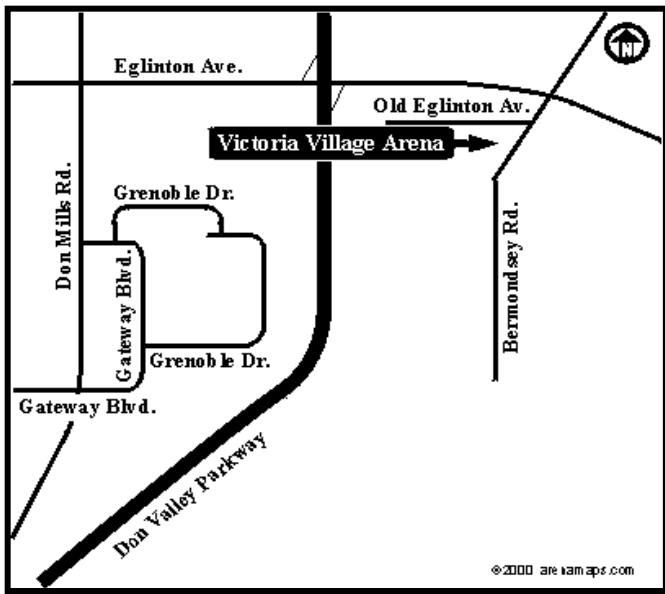 N
Eglinton Ave.
Old Eglinton Av.
Victoria Village Arena
Don Mills Rd.
Grenoble Dr.
Gateway Blvd.
Bermondsey Rd.
Grenoble Dr.
Gateway Blvd.
Don Valley Parkway
©2000 arenamaps.com